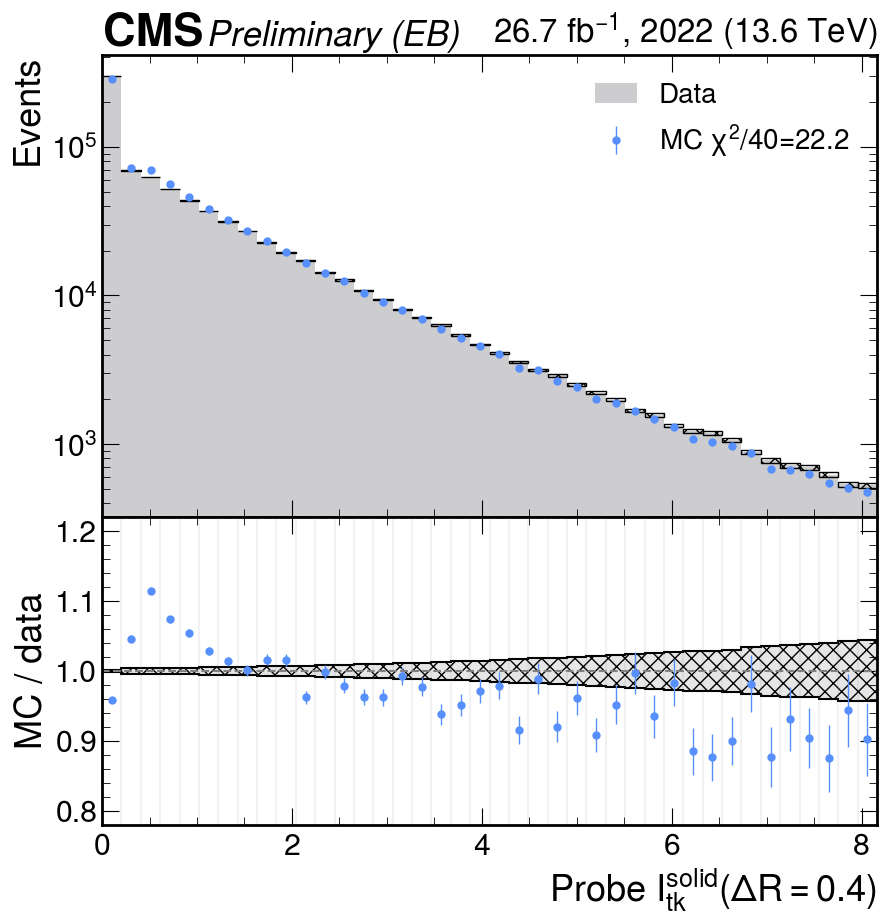 CMS Preliminary (EB) 26.7 fb⁻¹, 2022 (13.6 TeV)
Events
Data
MC χ²/40=22.2
10⁵
10⁴
10³
MC / data
1.2
1.1
1.0
0.9
0.8
0 2 4 6 8
Probe I_tk^solid(ΔR = 0.4)